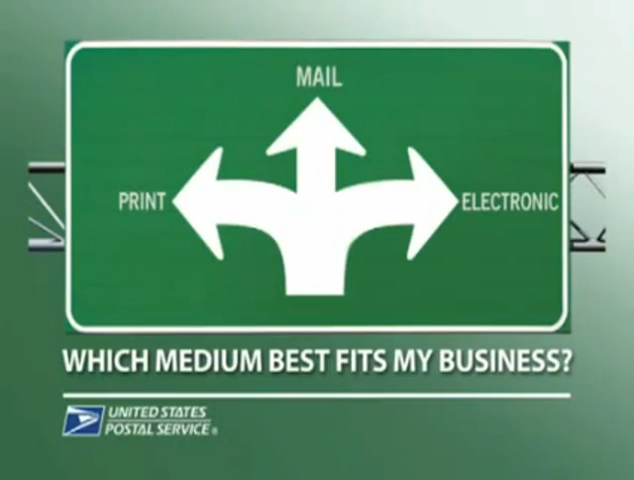 MAIL
PRINT
ELECTRONIC
WHICH MEDIUM BEST FITS MY BUSINESS?
UNITED STATES
POSTAL SERVICE®